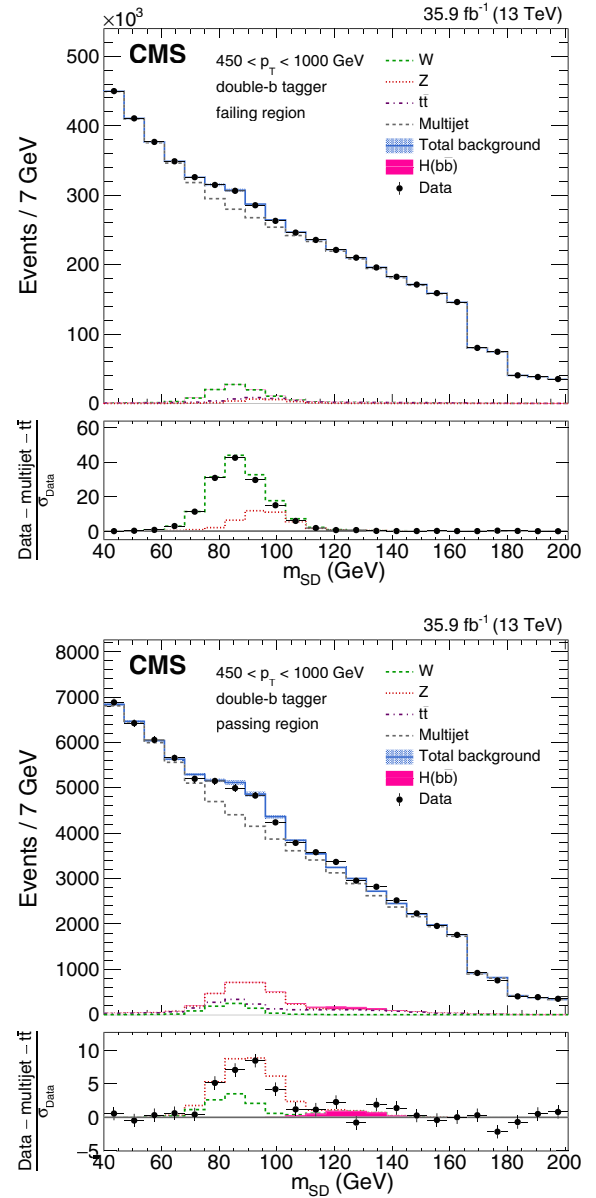 ×10³
35.9 fb⁻¹ (13 TeV)
CMS
450 < p_T < 1000 GeV
double-b tagger
failing region
W
Z
tt̄
Multijet
Total background
H(bb̄)
Data
Events / 7 GeV
500
400
300
200
100
0
Data − multijet − tt̄
σ_Data
60
40
20
0
40 60 80 100 120 140 160 180 200
m_SD (GeV)
35.9 fb⁻¹ (13 TeV)
CMS
450 < p_T < 1000 GeV
double-b tagger
passing region
W
Z
tt̄
Multijet
Total background
H(bb̄)
Data
Events / 7 GeV
8000
7000
6000
5000
4000
3000
2000
1000
0
Data − multijet − tt̄
σ_Data
10
5
0
−5
40 60 80 100 120 140 160 180 200
m_SD (GeV)